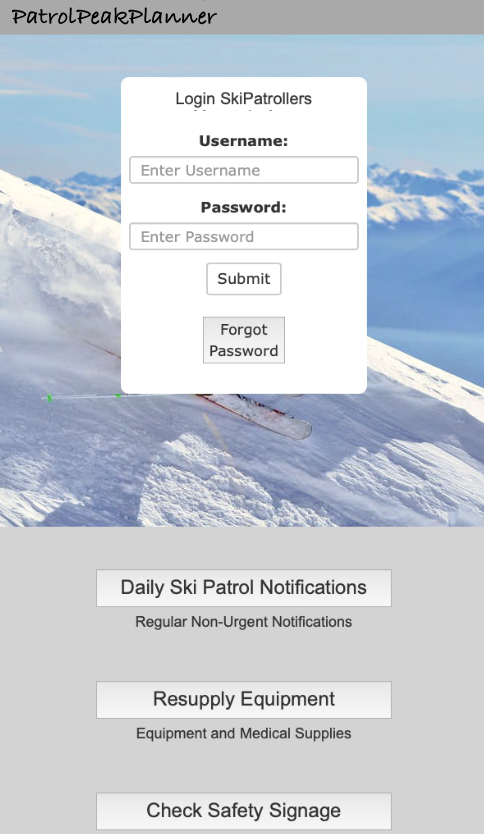 PatrolPeakPlanner
Login SkiPatrollers
Username:
Enter Username
Password:
Enter Password
Submit
Forgot
Password
Daily Ski Patrol Notifications
Regular Non-Urgent Notifications
Resupply Equipment
Equipment and Medical Supplies
Check Safety Signage